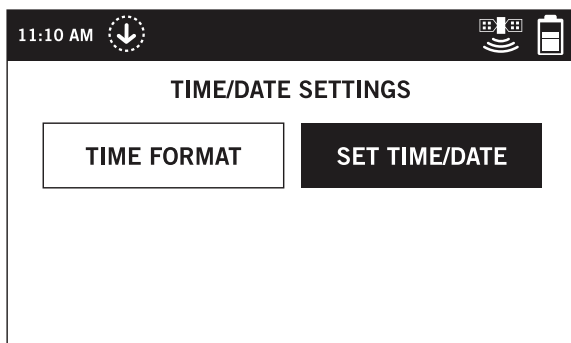 11:10 AM
TIME/DATE SETTINGS
TIME FORMAT SET TIME/DATE